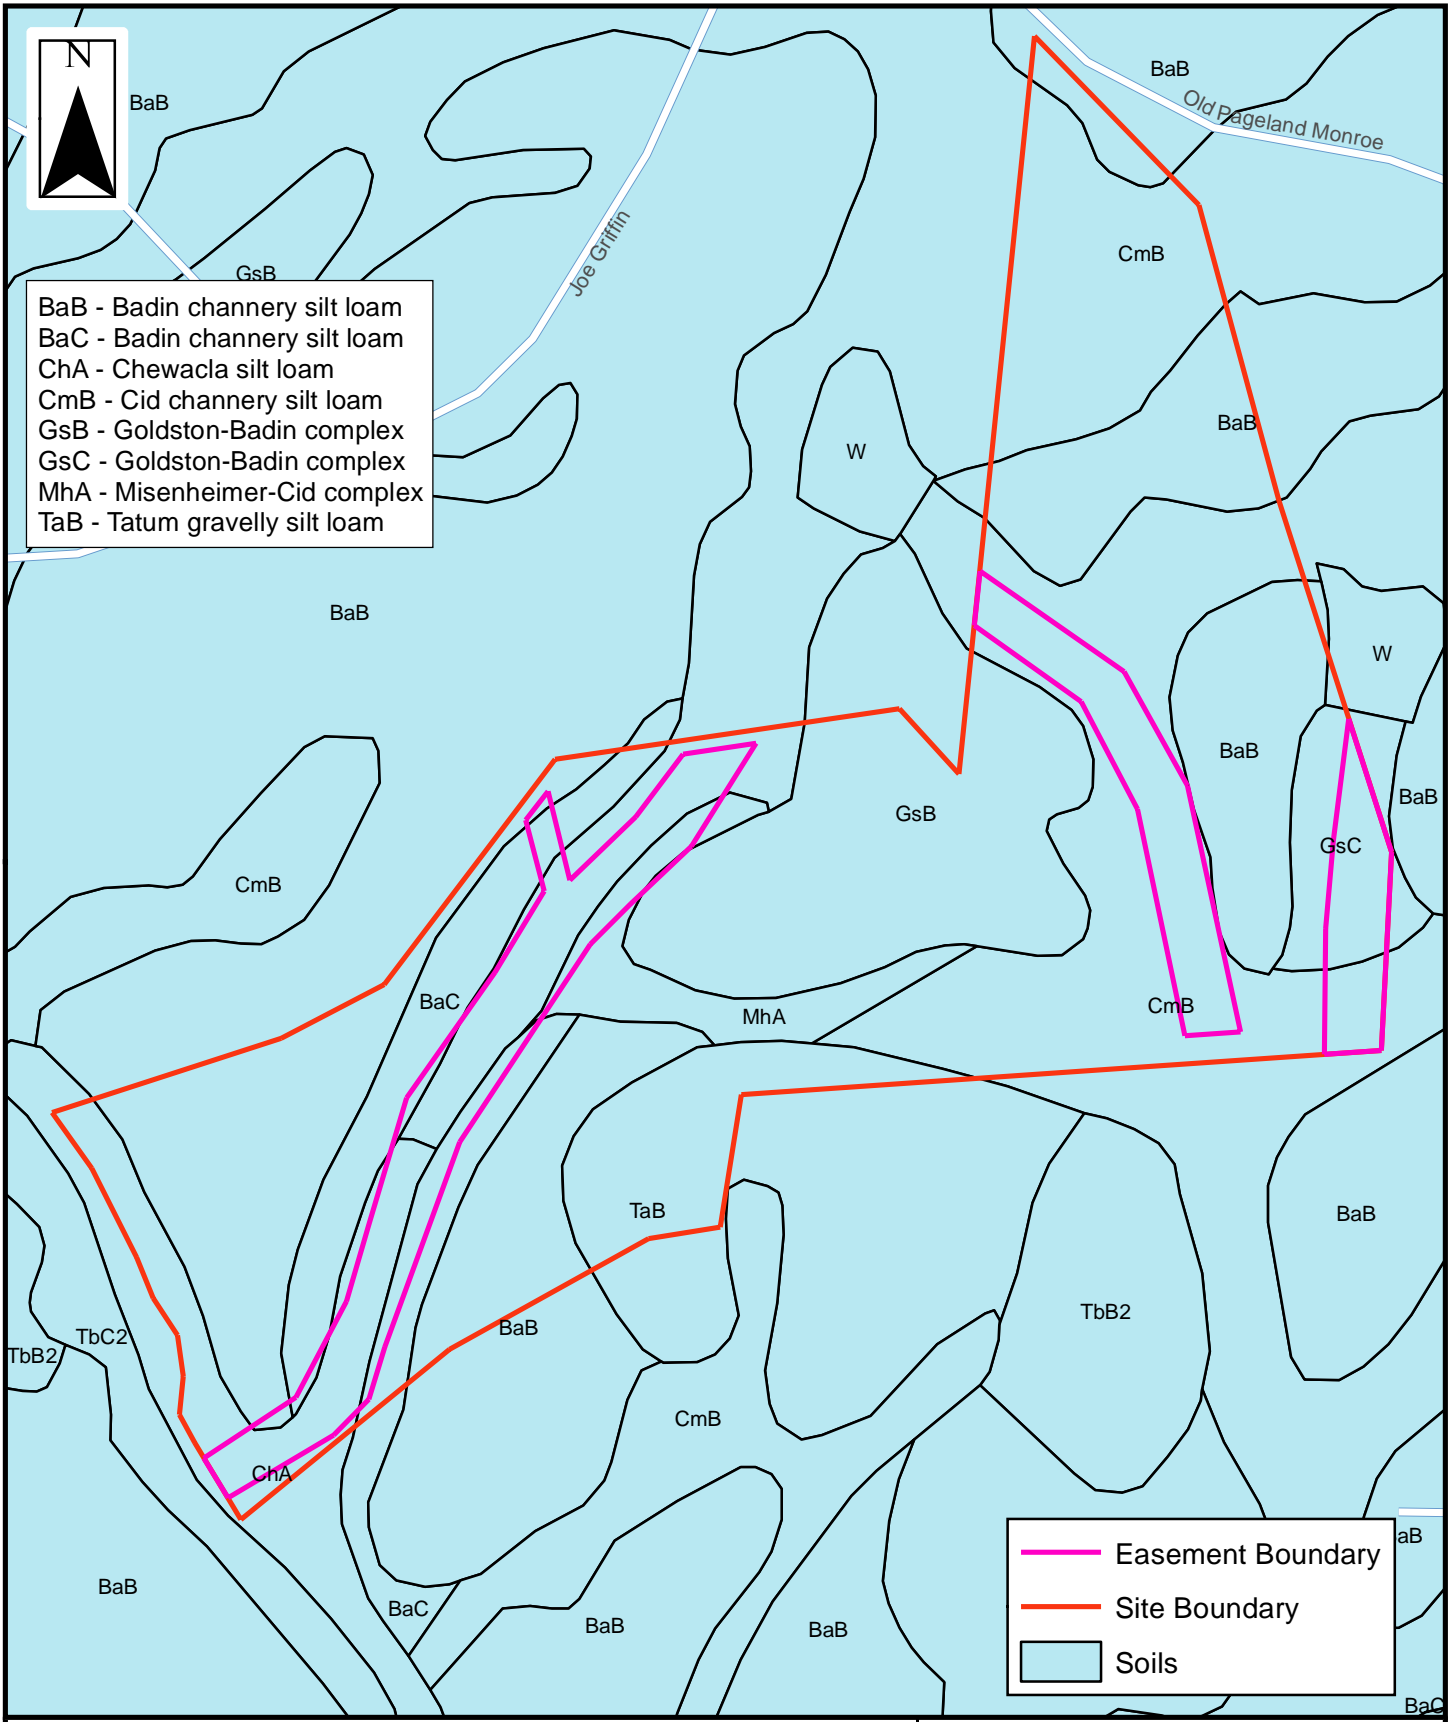 N
BaB
BaB
Old Pageland Monroe
Joe Griffin
CmB
GsB
BaB - Badin channery silt loam
BaC - Badin channery silt loam
ChA - Chewacla silt loam
CmB - Cid channery silt loam
GsB - Goldston-Badin complex
GsC - Goldston-Badin complex
MhA - Misenheimer-Cid complex
TaB - Tatum gravelly silt loam
BaB
W
BaB
W
BaB
BaB
GsB
GsC
CmB
BaC
CmB
MhA
TaB
BaB
TbB2
BaB
TbC2
TbB2
CmB
ChA
aB
BaB
BaC
BaB
BaB
Easement Boundary
Site Boundary
Soils
BaC